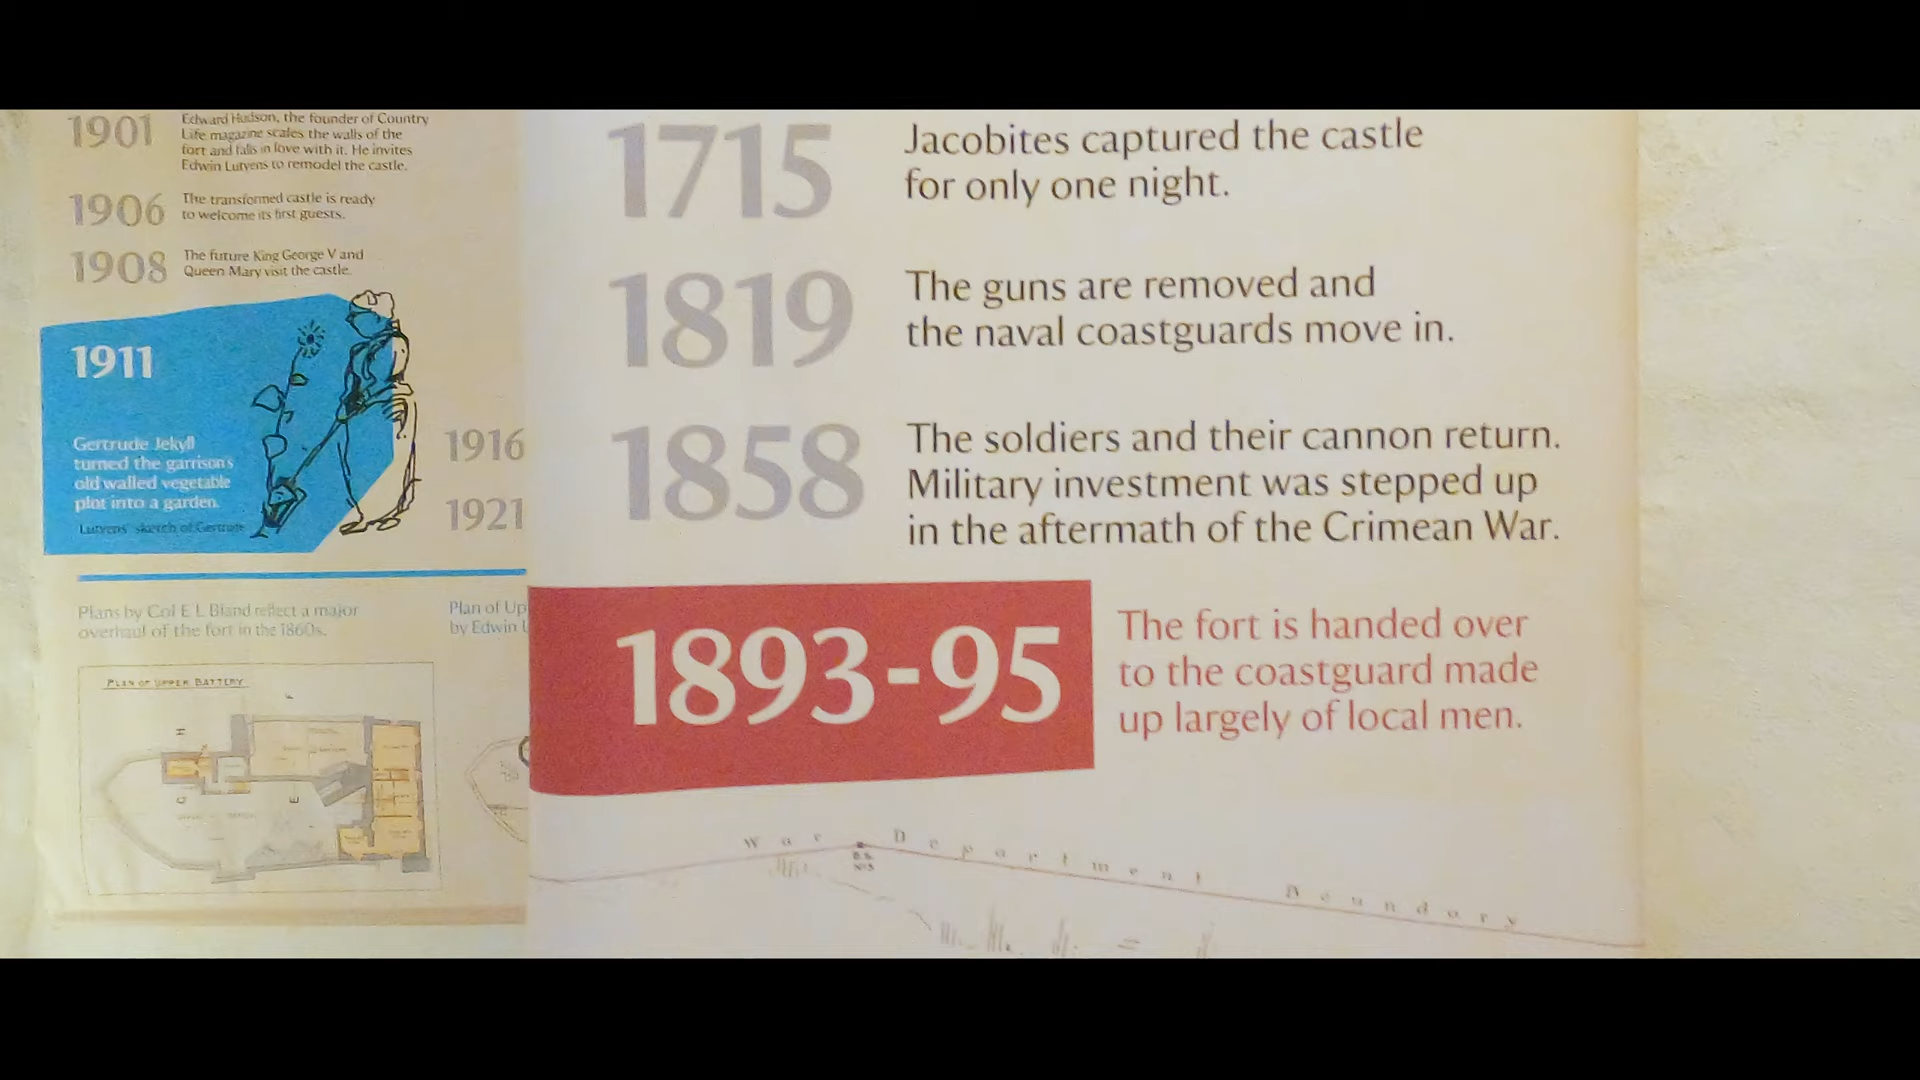 1901
Edward Hudson, the founder of Country
Life magazine scales the walls of the
fort and falls in love with it. He invites
Edwin Lutyens to remodel the castle.
1906
The transformed castle is ready
to welcome its first guests.
1908
The future King George V and
Queen Mary visit the castle.
1911
Gertrude Jekyll
turned the garrison's
old walled vegetable
plot into a garden.
Lutyens' sketch of Gertrude
1916
1921
Plans by Col E L Bland reflect a major
overhaul of the fort in the 1860s.
Plan of Up
by Edwin L
PLAN OF UPPER BATTERY
F
H
G
E
1715
Jacobites captured the castle
for only one night.
1819
The guns are removed and
the naval coastguards move in.
1858
The soldiers and their cannon return.
Military investment was stepped up
in the aftermath of the Crimean War.
1893-95
The fort is handed over
to the coastguard made
up largely of local men.
War Department Boundary
B.S.
No 5